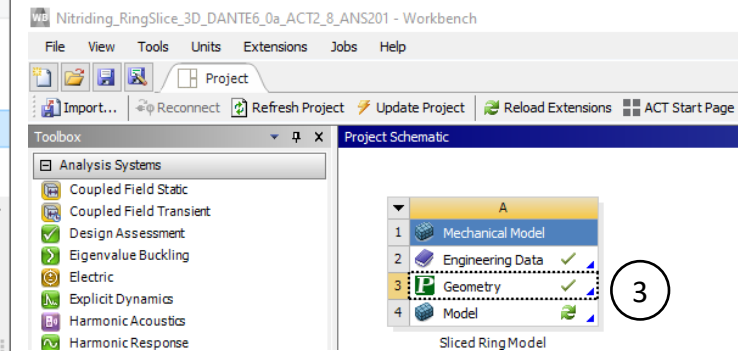 WB Nitriding_RingSlice_3D_DANTE6_0a_ACT2_8_ANS201 - Workbench
File View Tools Units Extensions Jobs Help
Project
Import... Reconnect Refresh Project Update Project Reload Extensions ACT Start Page
Toolbox
Project Schematic
Analysis Systems
Coupled Field Static
Coupled Field Transient
Design Assessment
Eigenvalue Buckling
Electric
Explicit Dynamics
Harmonic Acoustics
Harmonic Response
A
1 Mechanical Model
2 Engineering Data
3 P Geometry
4 Model
Sliced Ring Model
3